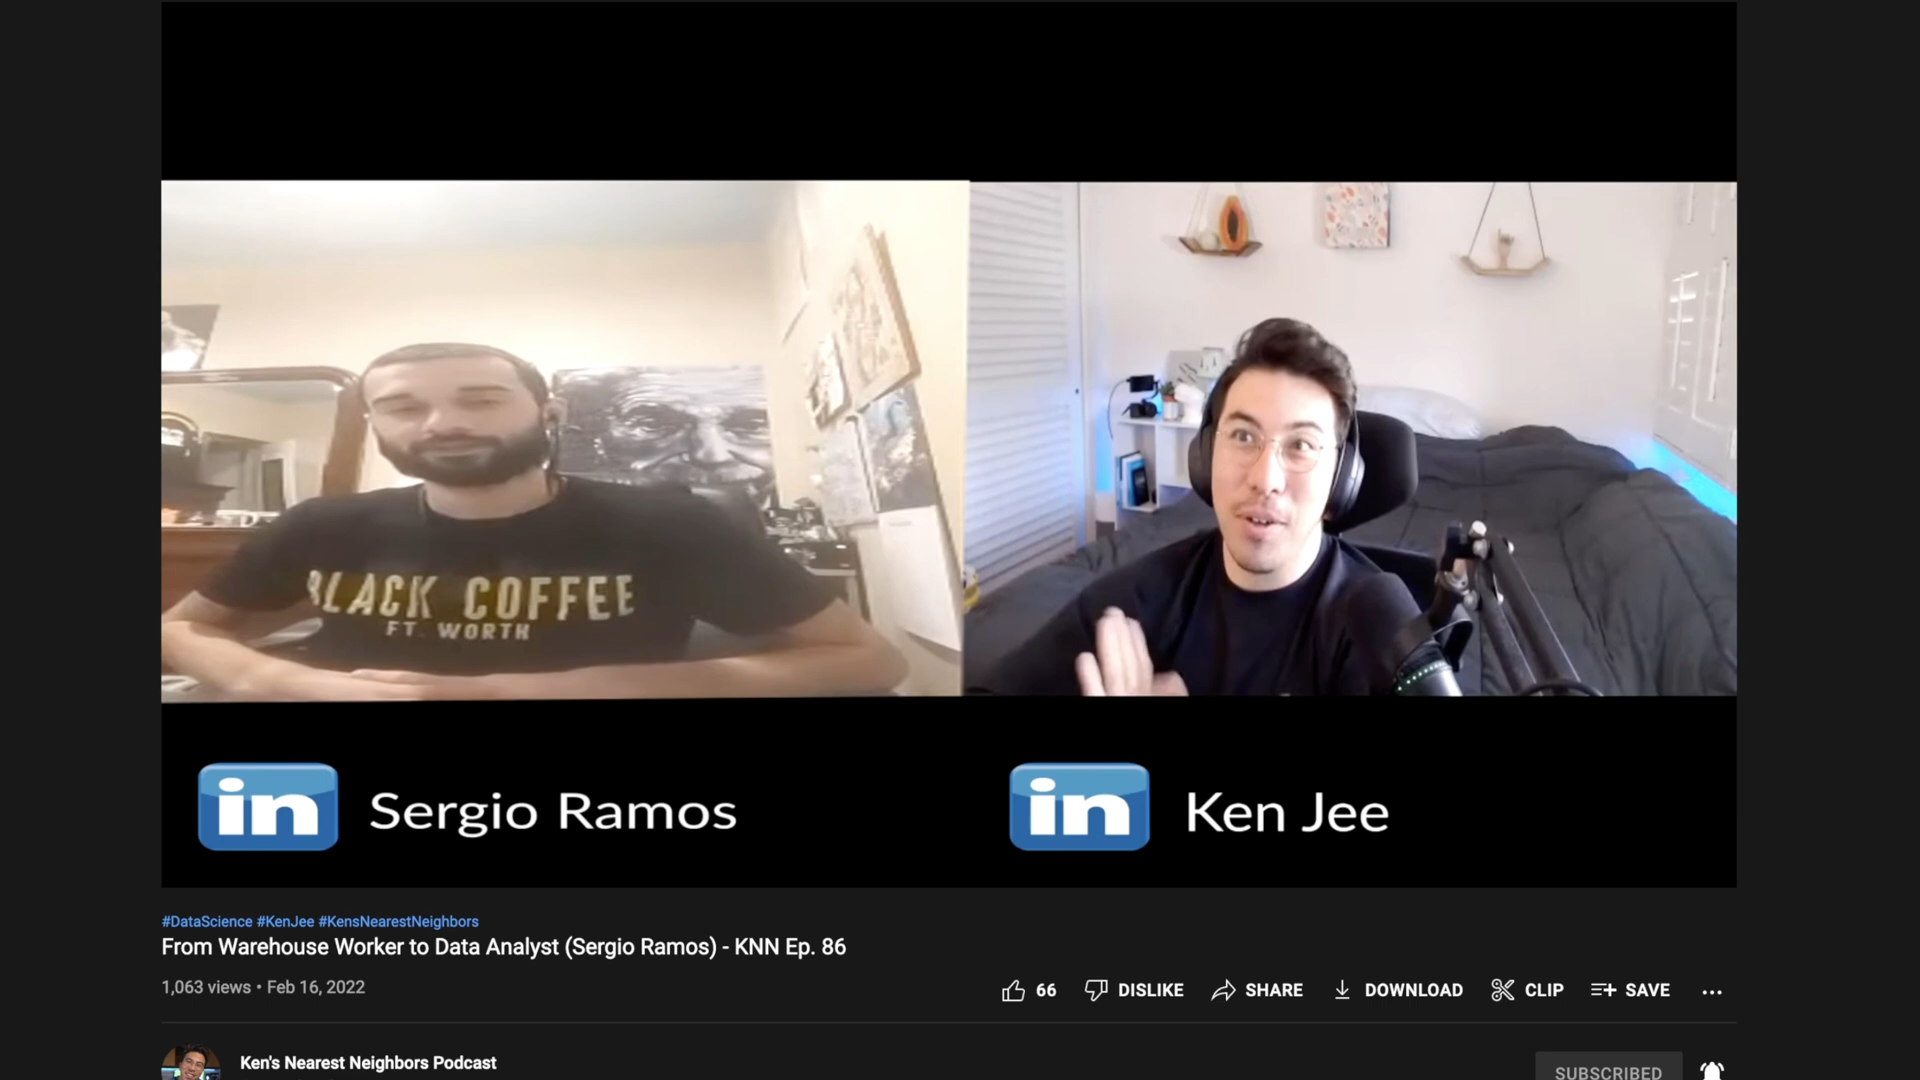 BLACK COFFEE
FT. WORTH
in Sergio Ramos
in Ken Jee
#DataScience #KenJee #KensNearestNeighbors
From Warehouse Worker to Data Analyst (Sergio Ramos) - KNN Ep. 86
1,063 views • Feb 16, 2022
66 DISLIKE SHARE DOWNLOAD CLIP SAVE ...
Ken's Nearest Neighbors Podcast
SUBSCRIBED